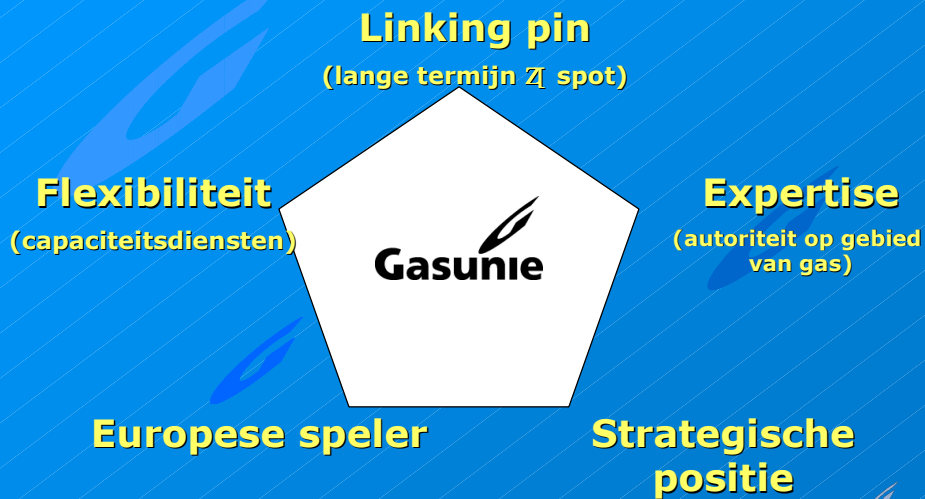 Linking pin
(lange termijn spot)
Flexibiliteit
(capaciteitsdiensten)
Expertise
(autoriteit op gebied
van gas)
Gasunie
Europese speler
Strategische
positie